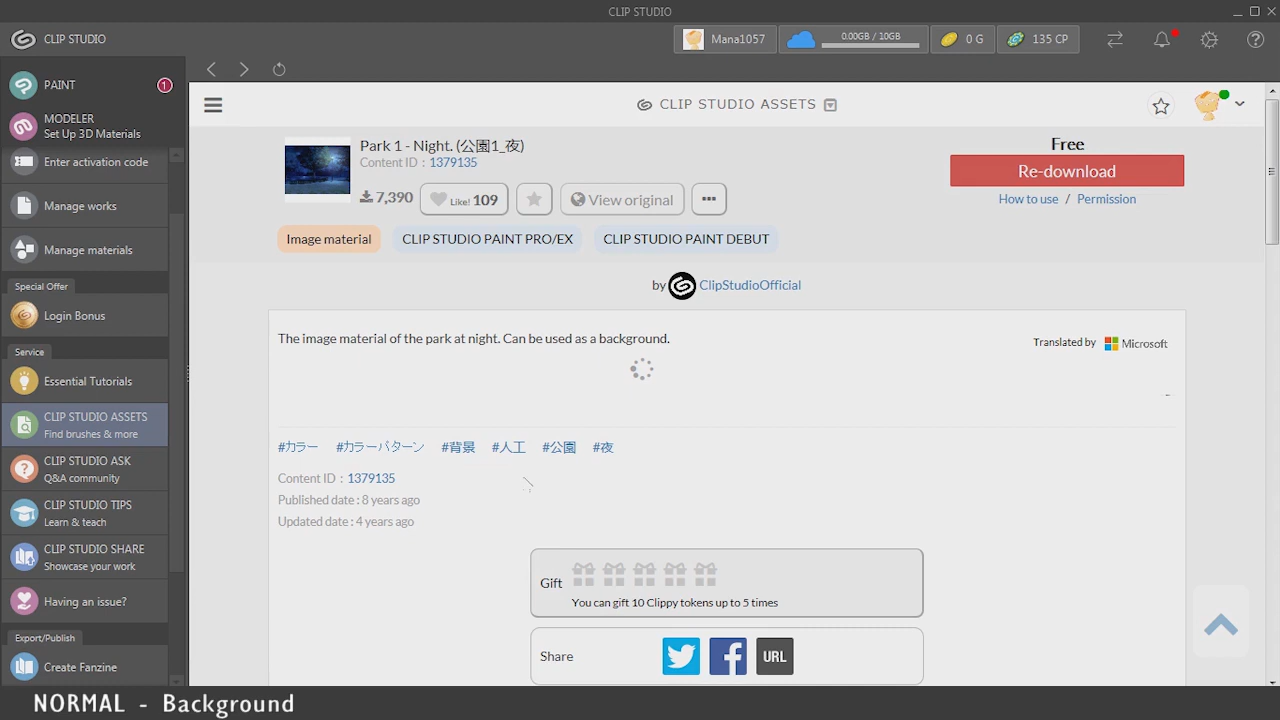 CLIP STUDIO
CLIP STUDIO
Mana1057
0.00GB / 10GB
0 G
135 CP
PAINT
1
MODELER
Set Up 3D Materials
Enter activation code
Manage works
Manage materials
Special Offer
Login Bonus
Service
Essential Tutorials
CLIP STUDIO ASSETS
Find brushes & more
CLIP STUDIO ASK
Q&A community
CLIP STUDIO TIPS
Learn & teach
CLIP STUDIO SHARE
Showcase your work
Having an issue?
Export/Publish
Create Fanzine
CLIP STUDIO ASSETS
Park 1 - Night. (公園1_夜)
Content ID : 1379135
7,390
Like! 109
View original
Free
Re-download
How to use / Permission
Image material
CLIP STUDIO PAINT PRO/EX
CLIP STUDIO PAINT DEBUT
by ClipStudioOfficial
The image material of the park at night. Can be used as a background.
Translated by Microsoft
#カラー #カラーパターン #背景 #人工 #公園 #夜
Content ID : 1379135
Published date : 8 years ago
Updated date : 4 years ago
Gift
You can gift 10 Clippy tokens up to 5 times
Share
URL
NORMAL - Background